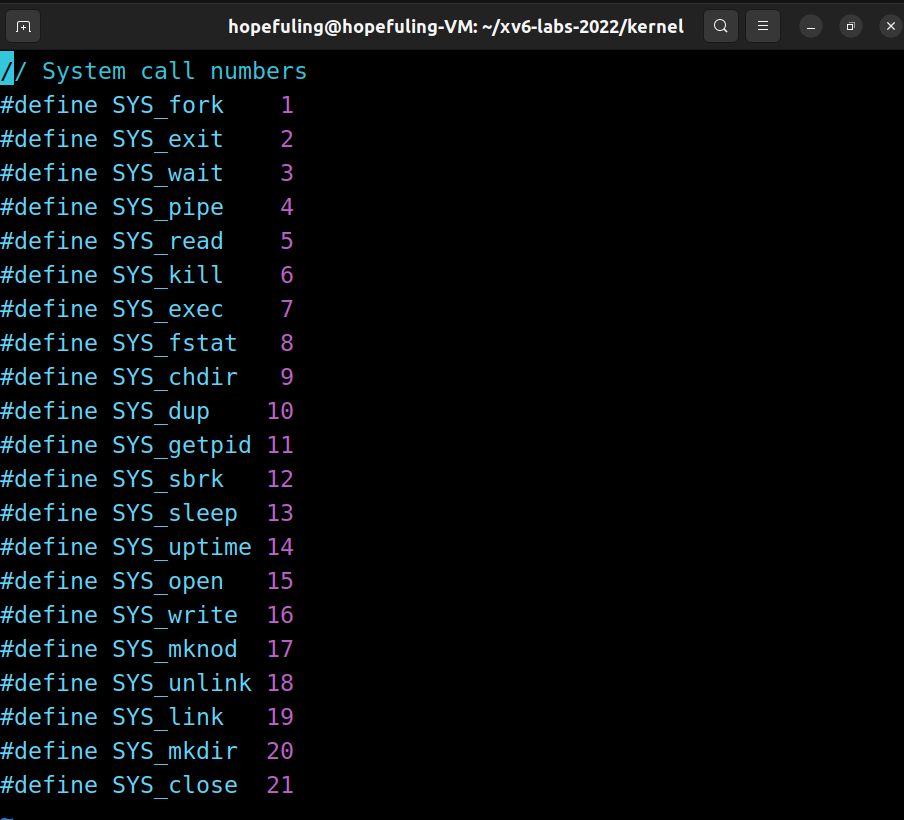 hopefuling@hopefuling-VM: ~/xv6-labs-2022/kernel
// System call numbers
#define SYS_fork    1
#define SYS_exit    2
#define SYS_wait    3
#define SYS_pipe    4
#define SYS_read    5
#define SYS_kill    6
#define SYS_exec    7
#define SYS_fstat   8
#define SYS_chdir   9
#define SYS_dup    10
#define SYS_getpid 11
#define SYS_sbrk   12
#define SYS_sleep  13
#define SYS_uptime 14
#define SYS_open   15
#define SYS_write  16
#define SYS_mknod  17
#define SYS_unlink 18
#define SYS_link   19
#define SYS_mkdir  20
#define SYS_close  21
~